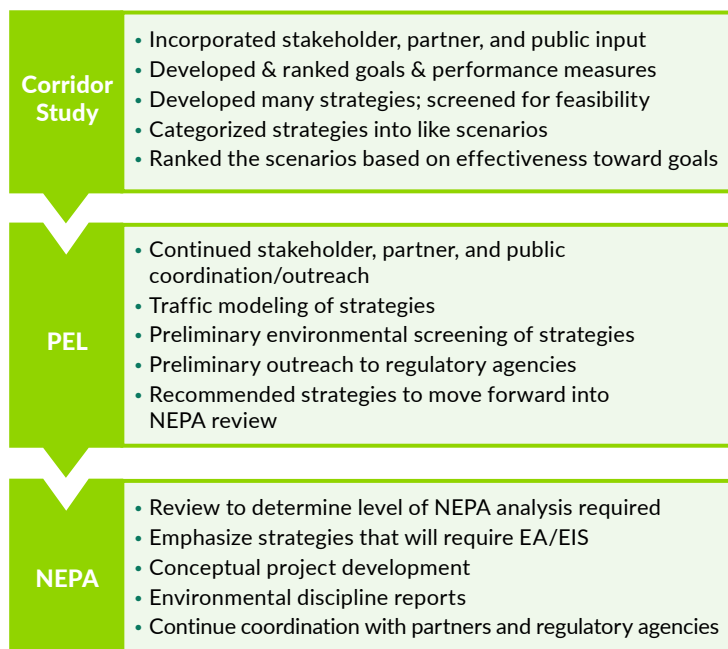 Corridor
Study
• Incorporated stakeholder, partner, and public input
• Developed & ranked goals & performance measures
• Developed many strategies; screened for feasibility
• Categorized strategies into like scenarios
• Ranked the scenarios based on effectiveness toward goals
PEL
• Continued stakeholder, partner, and public
coordination/outreach
• Traffic modeling of strategies
• Preliminary environmental screening of strategies
• Preliminary outreach to regulatory agencies
• Recommended strategies to move forward into
NEPA review
NEPA
• Review to determine level of NEPA analysis required
• Emphasize strategies that will require EA/EIS
• Conceptual project development
• Environmental discipline reports
• Continue coordination with partners and regulatory agencies